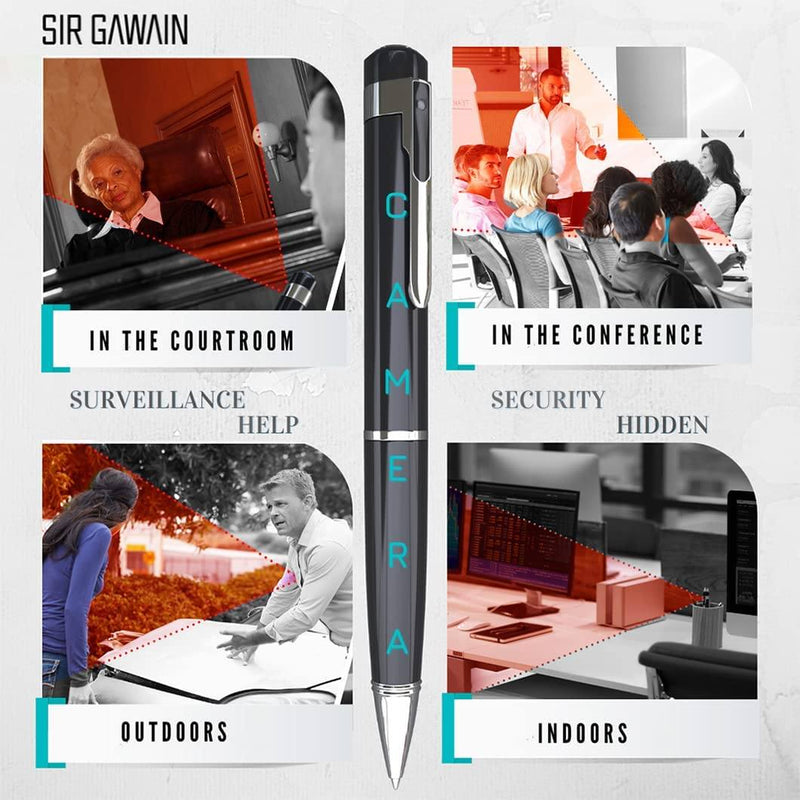 SIR GAWAIN
IN THE COURTROOM
IN THE CONFERENCE
SURVEILLANCE
HELP
SECURITY
HIDDEN
C
A
M
E
R
A
OUTDOORS
INDOORS